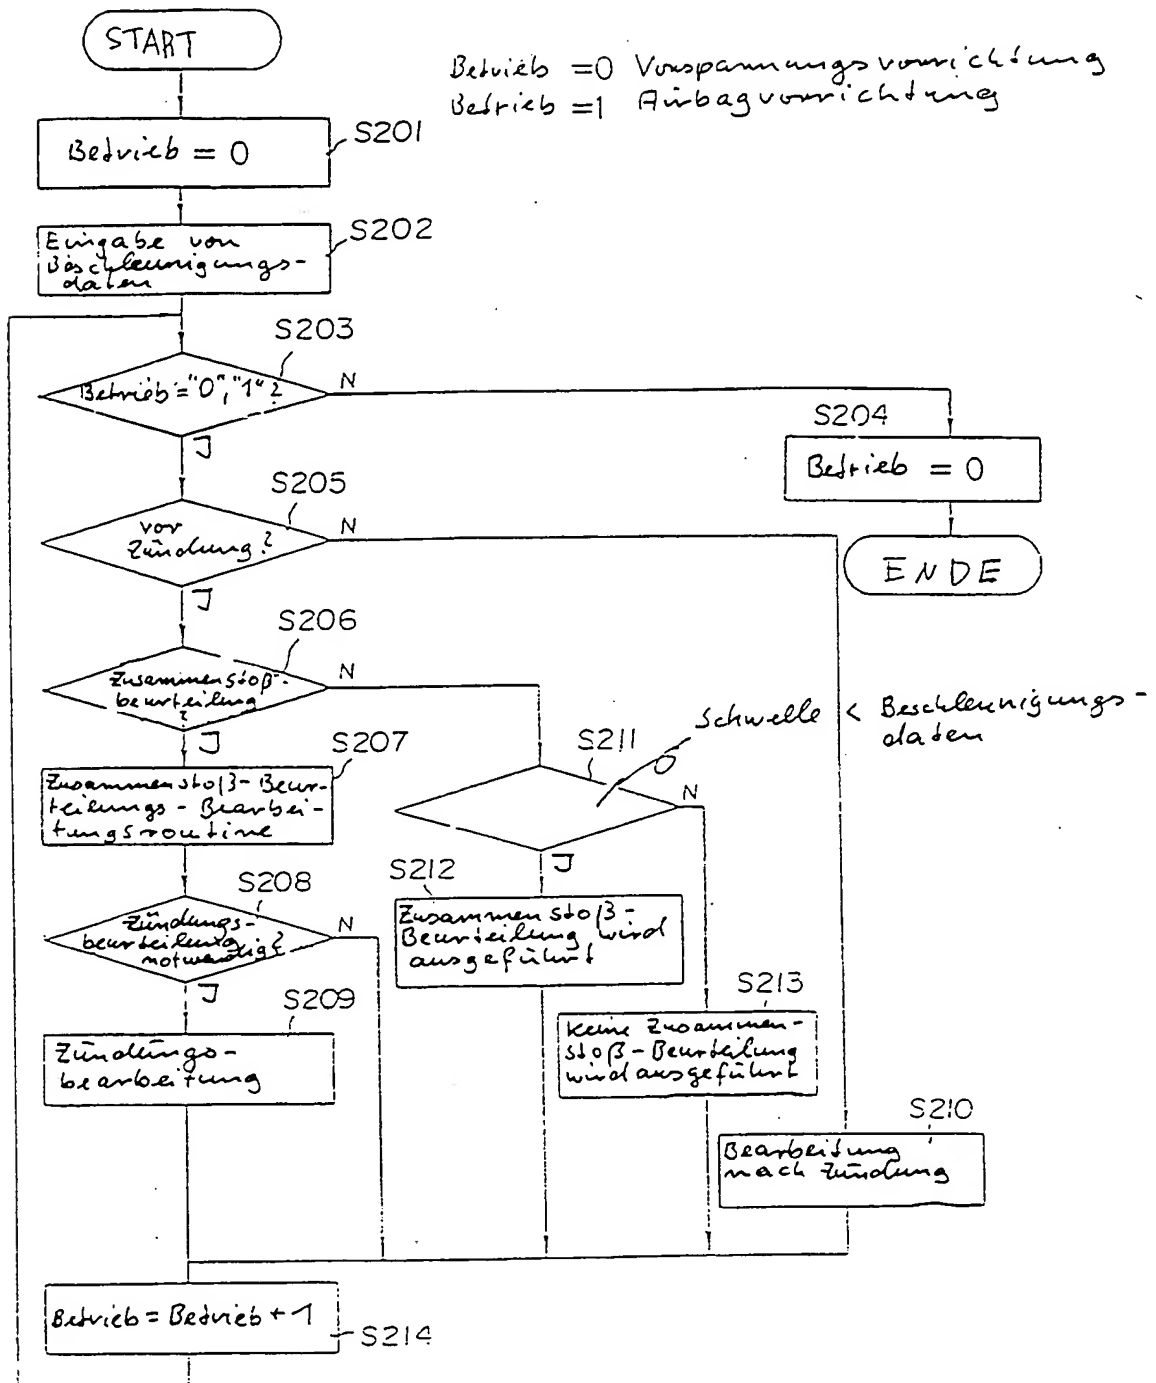 START
Betrieb = 0 Vorspannungsvorrichtung
Betrieb = 1 Airbagvorrichtung
S201
Betrieb = 0
S202
Eingabe von
Beschleunigungs-
daten
S203
Betrieb = "0", "1" ?
N
J
S204
Betrieb = 0
ENDE
S205
vor
Zündung?
N
J
S206
Zusammenstoß-
beurteilung
?
N
J
S207
Zusammenstoß-Beur-
teilungs-Bearbei-
tungsroutine
S211
Schwelle < Beschleunigungs-
daten
N
J
S208
Zündungs-
beurteilung
notwendig?
N
J
S212
Zusammenstoß-
Beurteilung wird
ausgeführt
S209
Zündungs-
bearbeitung
S213
Keine Zusammen-
stoß-Beurteilung
wird ausgeführt
S210
Bearbeitung
nach Zündung
Betrieb = Betrieb + 1
S214